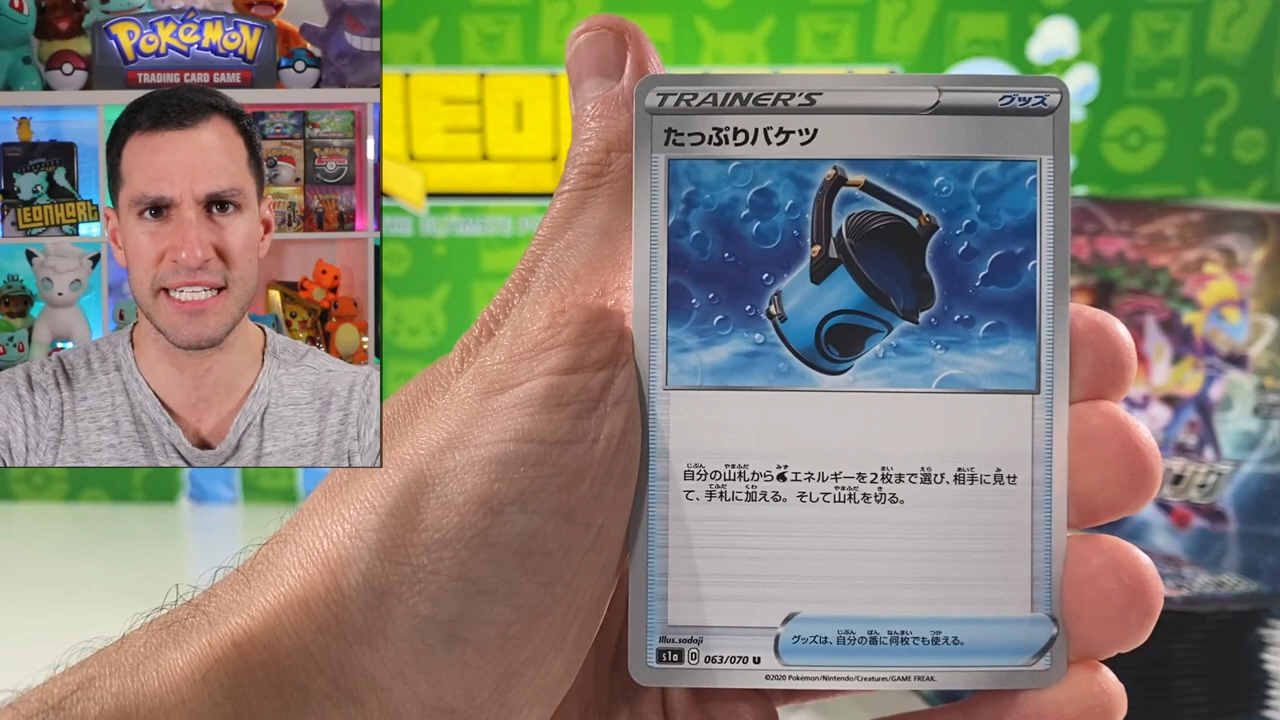 POKéMON
TRADING CARD GAME
LEONHART
TRAINER'S
グッズ
たっぷりバケツ
自分の山札からエネルギーを2枚まで選び、相手に見せ
て、手札に加える。そして山札を切る。
Illus.sadaji
グッズは、自分の番に何枚でも使える。
s1a D 063/070 U
©2020 Pokémon/Nintendo/Creatures/GAME FREAK.